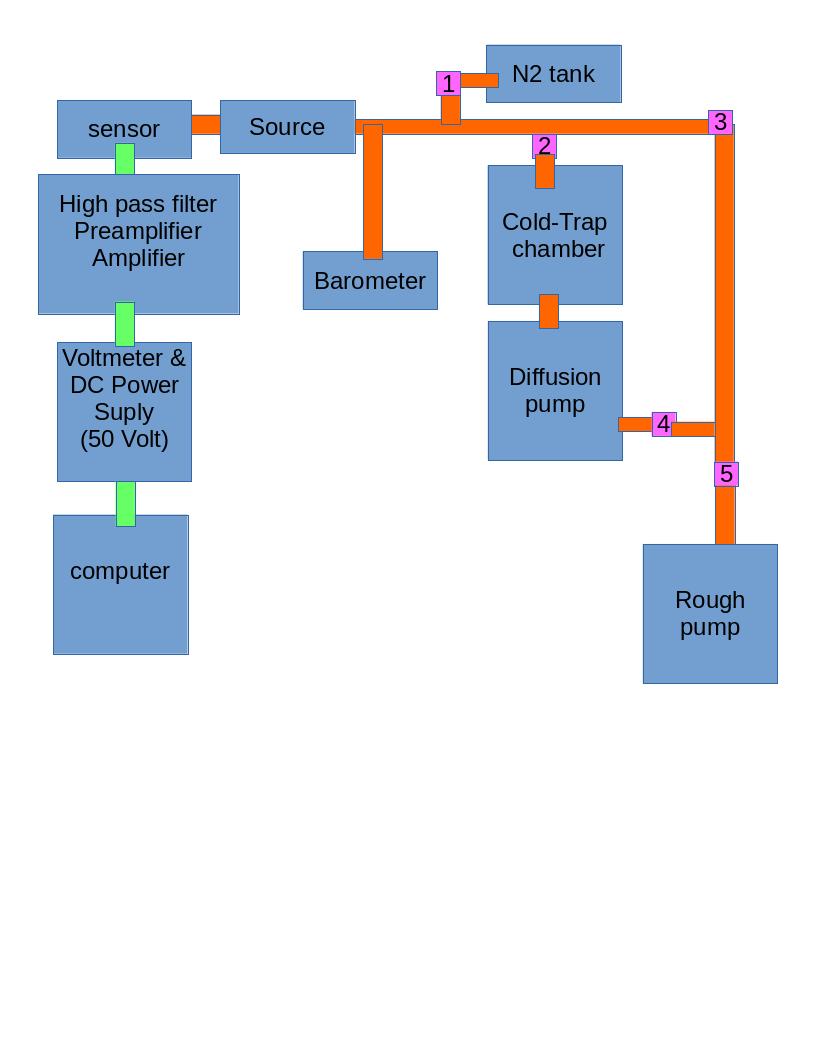 1
N2 tank
sensor
Source
3
2
High pass filter
Preamplifier
Amplifier
Cold-Trap
chamber
Barometer
Voltmeter &
DC Power
Suply
(50 Volt)
Diffusion
pump
4
5
computer
Rough
pump